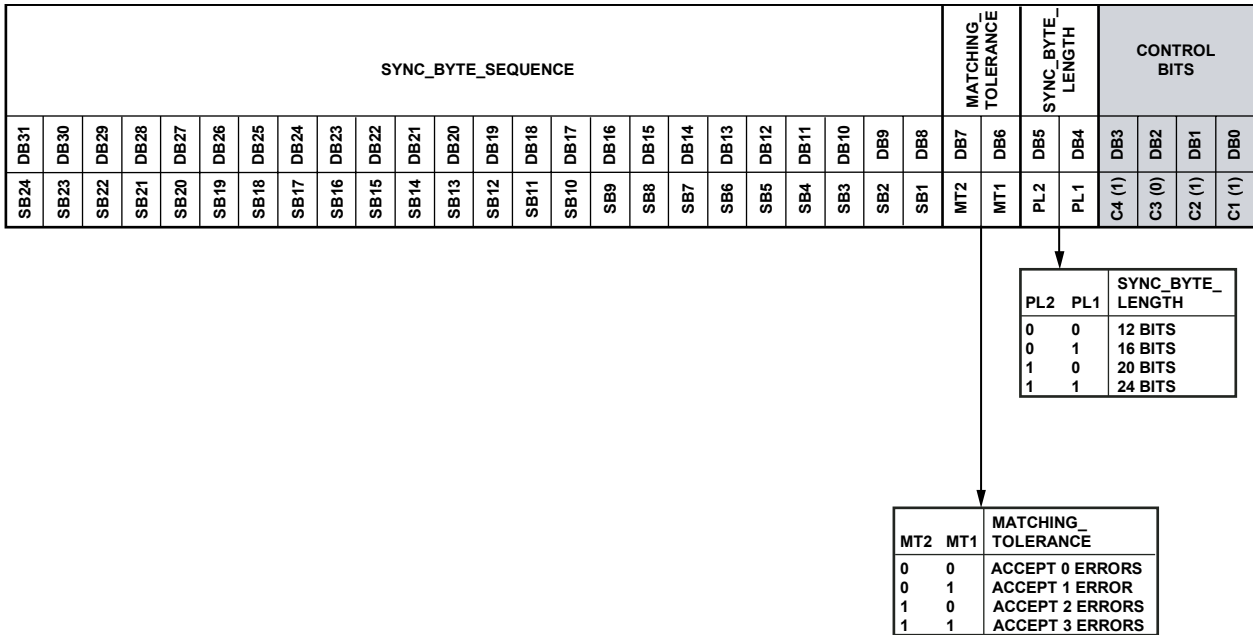 SYNC_BYTE_SEQUENCE
MATCHING_
TOLERANCE
SYNC_BYTE_
LENGTH
CONTROL
BITS
DB31 DB30 DB29 DB28 DB27 DB26 DB25 DB24 DB23 DB22 DB21 DB20 DB19 DB18 DB17 DB16 DB15 DB14 DB13 DB12 DB11 DB10 DB9 DB8 DB7 DB6 DB5 DB4 DB3 DB2 DB1 DB0
SB24 SB23 SB22 SB21 SB20 SB19 SB18 SB17 SB16 SB15 SB14 SB13 SB12 SB11 SB10 SB9 SB8 SB7 SB6 SB5 SB4 SB3 SB2 SB1 MT2 MT1 PL2 PL1 C4 (1) C3 (0) C2 (1) C1 (1)
SYNC_BYTE_
PL2 PL1 LENGTH
0 0 12 BITS
0 1 16 BITS
1 0 20 BITS
1 1 24 BITS
MATCHING_
MT2 MT1 TOLERANCE
0 0 ACCEPT 0 ERRORS
0 1 ACCEPT 1 ERROR
1 0 ACCEPT 2 ERRORS
1 1 ACCEPT 3 ERRORS